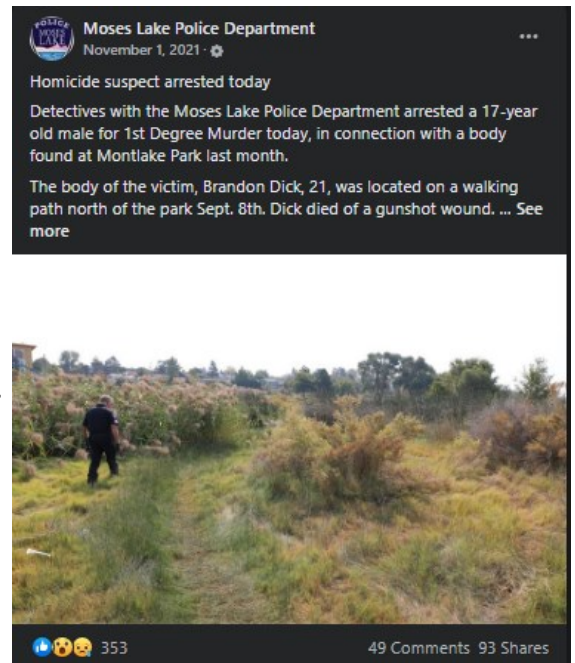 POLICE
MOSES
LAKE
Moses Lake Police Department
November 1, 2021 ·
Homicide suspect arrested today
Detectives with the Moses Lake Police Department arrested a 17-year
old male for 1st Degree Murder today, in connection with a body
found at Montlake Park last month.
The body of the victim, Brandon Dick, 21, was located on a walking
path north of the park Sept. 8th. Dick died of a gunshot wound. ... See
more
353
49 Comments 93 Shares